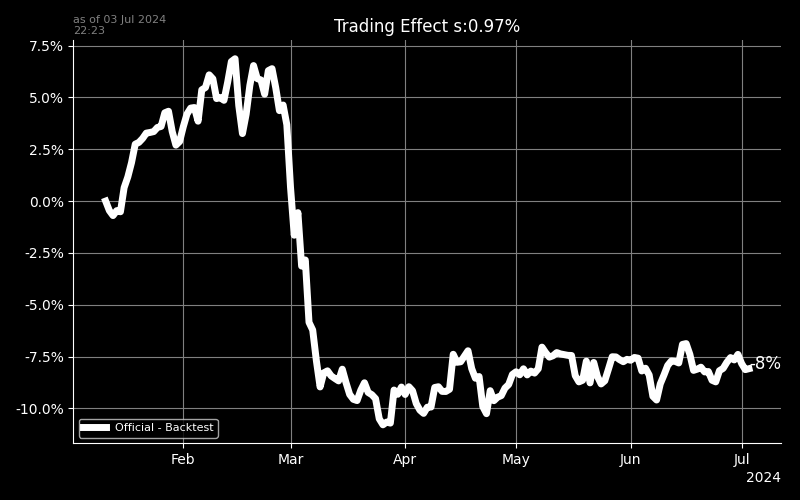 as of 03 Jul 2024
22:23
Trading Effect s:0.97%
7.5%
5.0%
2.5%
0.0%
-2.5%
-5.0%
-7.5%
-10.0%
-8%
Official - Backtest
Feb Mar Apr May Jun Jul
2024